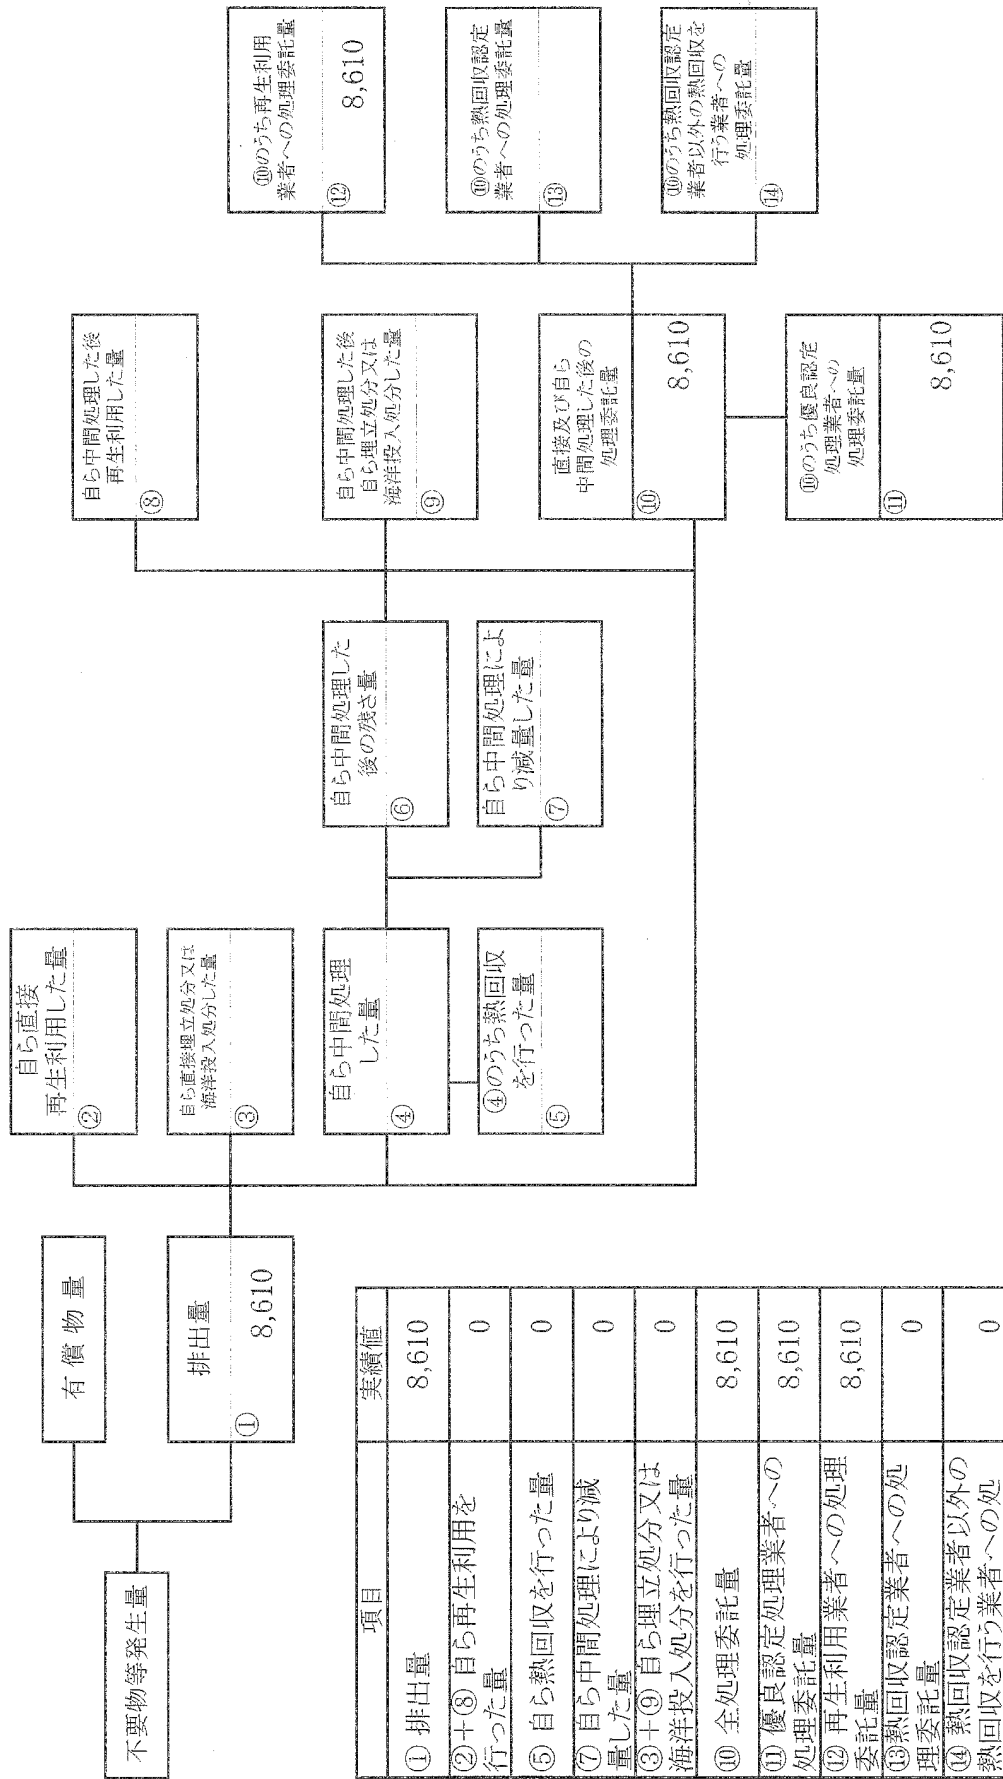 不要物等発生量
有償物量
排出量
①
8,610
自ら直接
再生利用した量
②
自ら直接埋立処分又は
海洋投入処分した量
③
自ら中間処理
した量
④
④のうち熱回収
を行った量
⑤
自ら中間処理した
後の残さ量
⑥
自ら中間処理によ
り減量した量
⑦
自ら中間処理した後
再生利用した量
⑧
自ら中間処理した後
自ら埋立処分又は
海洋投入処分した量
⑨
直接及び自ら
中間処理した後の
処理委託量
⑩
8,610
⑩のうち優良認定
処理業者への
処理委託量
⑪
8,610
⑩のうち再生利用
業者への処理委託量
⑫
8,610
⑩のうち熱回収認定
業者への処理委託量
⑬
⑩のうち熱回収認定
業者以外の熱回収を
行う業者への
処理委託量
⑭
項目 実績値
① 排出量 8,610
②+⑧ 自ら再生利用を
行った量 0
⑤ 自ら熱回収を行った量 0
⑦ 自ら中間処理により減
量した量 0
③+⑨ 自ら埋立処分又は
海洋投入処分を行った量 0
⑩ 全処理委託量 8,610
⑪ 優良認定処理業者への
処理委託量 8,610
⑫ 再生利用業者への処理
委託量 8,610
⑬熱回収認定業者への処
理委託量 0
⑭ 熱回収認定業者以外の
熱回収を行う業者への処 0